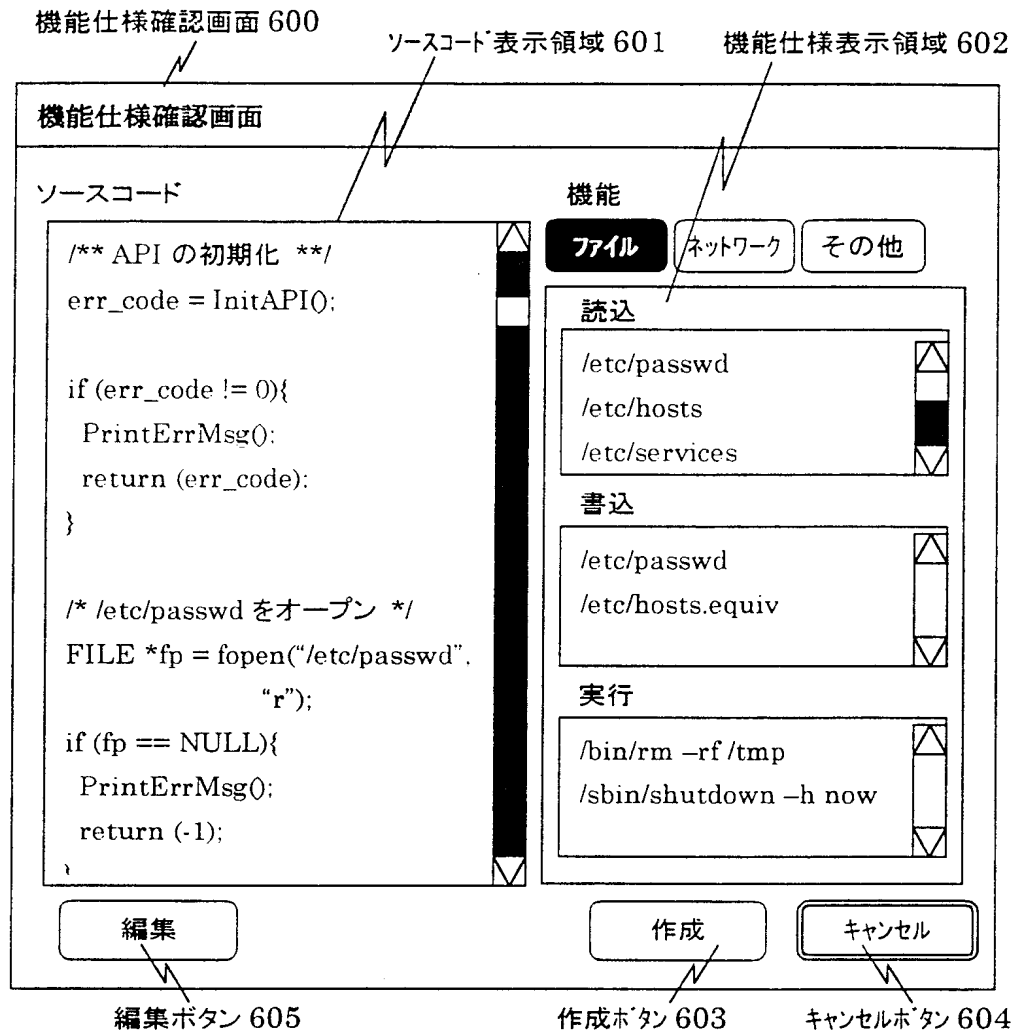 機能仕様確認画面 600
ソースコード表示領域 601
機能仕様表示領域 602
機能仕様確認画面
ソースコード
/** API の初期化 **/
err_code = InitAPI();
if (err_code != 0){
PrintErrMsg():
return (err_code):
}
/* /etc/passwd をオープン */
FILE *fp = fopen(“/etc/passwd”,
“r”);
if (fp == NULL){
PrintErrMsg();
return (-1);
機能
ファイル ネットワーク その他
読込
/etc/passwd
/etc/hosts
/etc/services
書込
/etc/passwd
/etc/hosts.equiv
実行
/bin/rm –rf /tmp
/sbin/shutdown –h now
編集 作成 キャンセル
編集ボタン 605
作成ボタン 603
キャンセルボタン 604